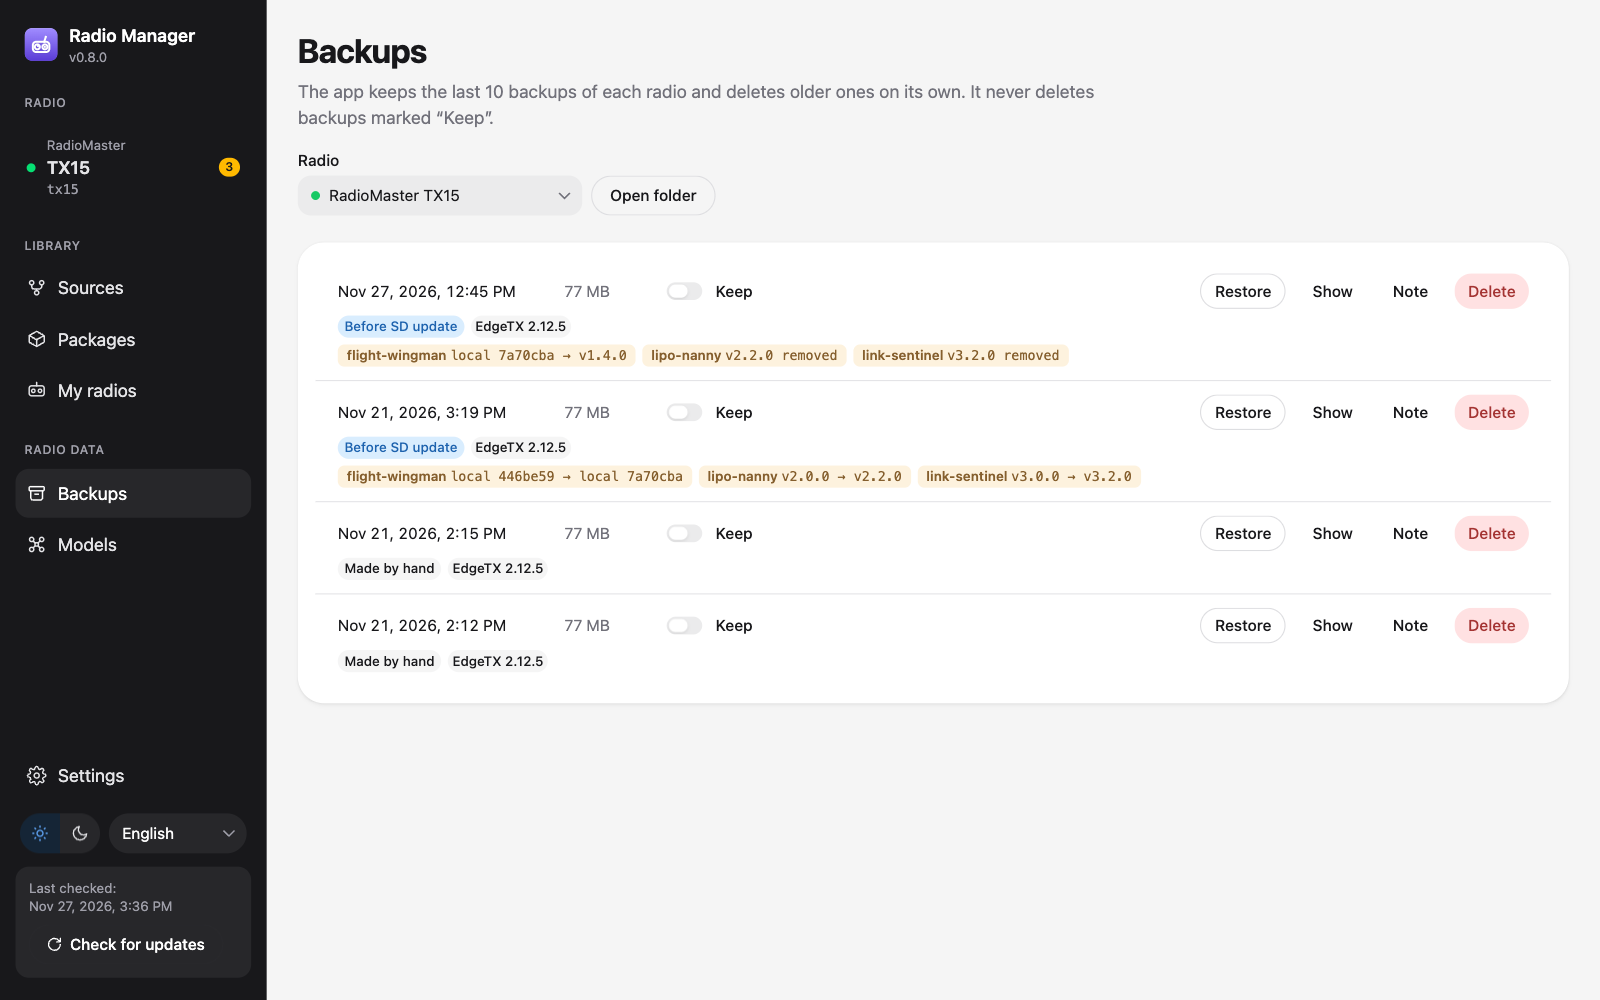 Radio Manager
v0.8.0
RADIO
RadioMaster
TX15
3
tx15
LIBRARY
Sources
Packages
My radios
RADIO DATA
Backups
Models
Settings
English
Last checked:
Nov 27, 2026, 3:36 PM
Check for updates
Backups
The app keeps the last 10 backups of each radio and deletes older ones on its own. It never deletes
backups marked “Keep”.
Radio
RadioMaster TX15
Open folder
Nov 27, 2026, 12:45 PM 77 MB Keep Restore Show Note Delete
Before SD update EdgeTX 2.12.5
flight-wingman local 7a70cba → v1.4.0 lipo-nanny v2.2.0 removed link-sentinel v3.2.0 removed
Nov 21, 2026, 3:19 PM 77 MB Keep Restore Show Note Delete
Before SD update EdgeTX 2.12.5
flight-wingman local 446be59 → local 7a70cba lipo-nanny v2.0.0 → v2.2.0 link-sentinel v3.0.0 → v3.2.0
Nov 21, 2026, 2:15 PM 77 MB Keep Restore Show Note Delete
Made by hand EdgeTX 2.12.5
Nov 21, 2026, 2:12 PM 77 MB Keep Restore Show Note Delete
Made by hand EdgeTX 2.12.5